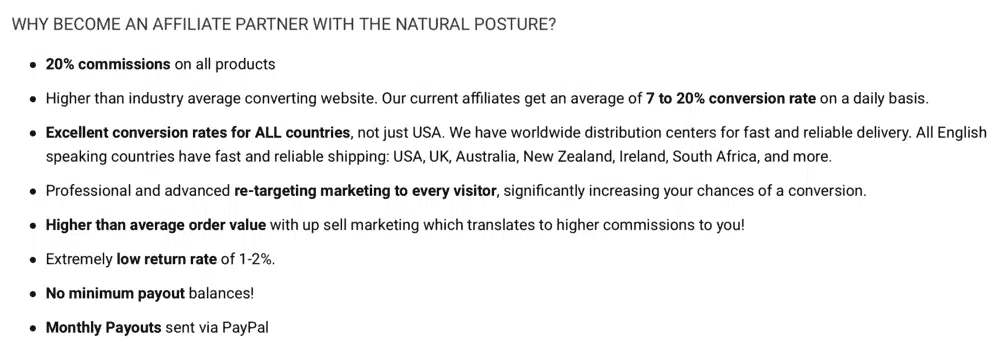 WHY BECOME AN AFFILIATE PARTNER WITH THE NATURAL POSTURE?
• 20% commissions on all products
• Higher than industry average converting website. Our current affiliates get an average of 7 to 20% conversion rate on a daily basis.
• Excellent conversion rates for ALL countries, not just USA. We have worldwide distribution centers for fast and reliable delivery. All English
speaking countries have fast and reliable shipping: USA, UK, Australia, New Zealand, Ireland, South Africa, and more.
• Professional and advanced re-targeting marketing to every visitor, significantly increasing your chances of a conversion.
• Higher than average order value with up sell marketing which translates to higher commissions to you!
• Extremely low return rate of 1-2%.
• No minimum payout balances!
• Monthly Payouts sent via PayPal